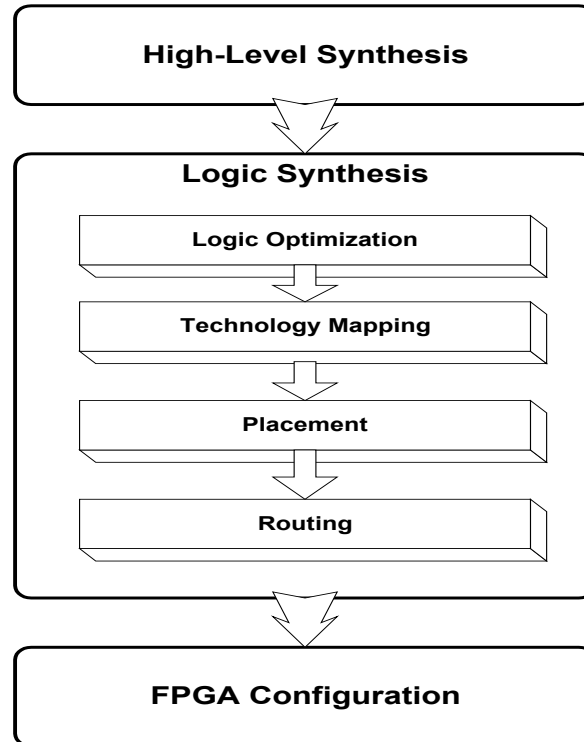 High-Level Synthesis
Logic Synthesis
Logic Optimization
Technology Mapping
Placement
Routing
FPGA Configuration